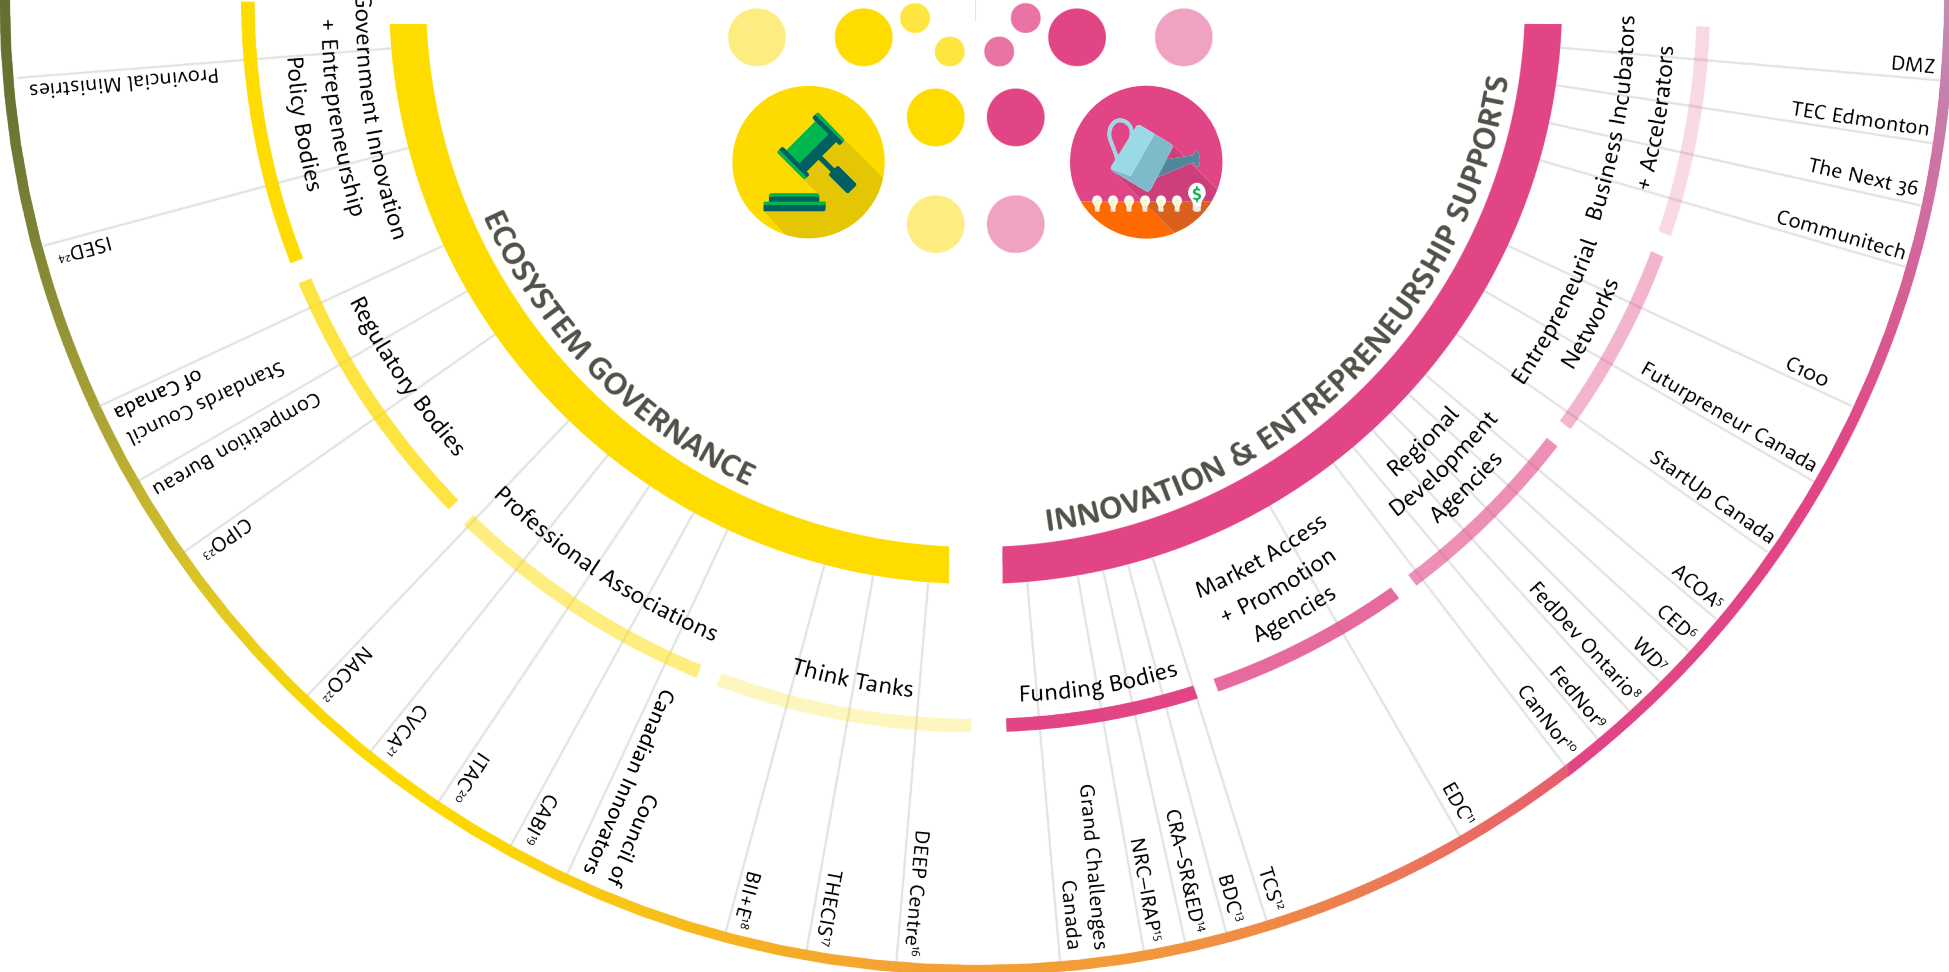 ECOSYSTEM GOVERNANCE
Government Innovation
+ Entrepreneurship
Policy Bodies
Provincial Ministries
ISED²⁴
Regulatory Bodies
Standards Council
of Canada
Competition Bureau
CIPO²³
Professional Associations
NACO²²
CVCA²¹
ITAC²⁰
CABI¹⁹
Council of
Canadian Innovators
Think Tanks
BII+E¹⁸
THECIS¹⁷
DEEP Centre¹⁶
INNOVATION & ENTREPRENEURSHIP SUPPORTS
Business Incubators
+ Accelerators
DMZ
TEC Edmonton
The Next 36
Communitech
Entrepreneurial
Networks
C100
Futurpreneur Canada
StartUp Canada
Regional
Development
Agencies
ACOA⁵
CED⁶
WD⁷
FedDev Ontario⁸
FedNor⁹
CanNor¹⁰
Market Access
+ Promotion
Agencies
EDC¹¹
TCS¹²
Funding Bodies
BDC¹³
CRA–SR&ED¹⁴
NRC–IRAP¹⁵
Grand Challenges
Canada
$